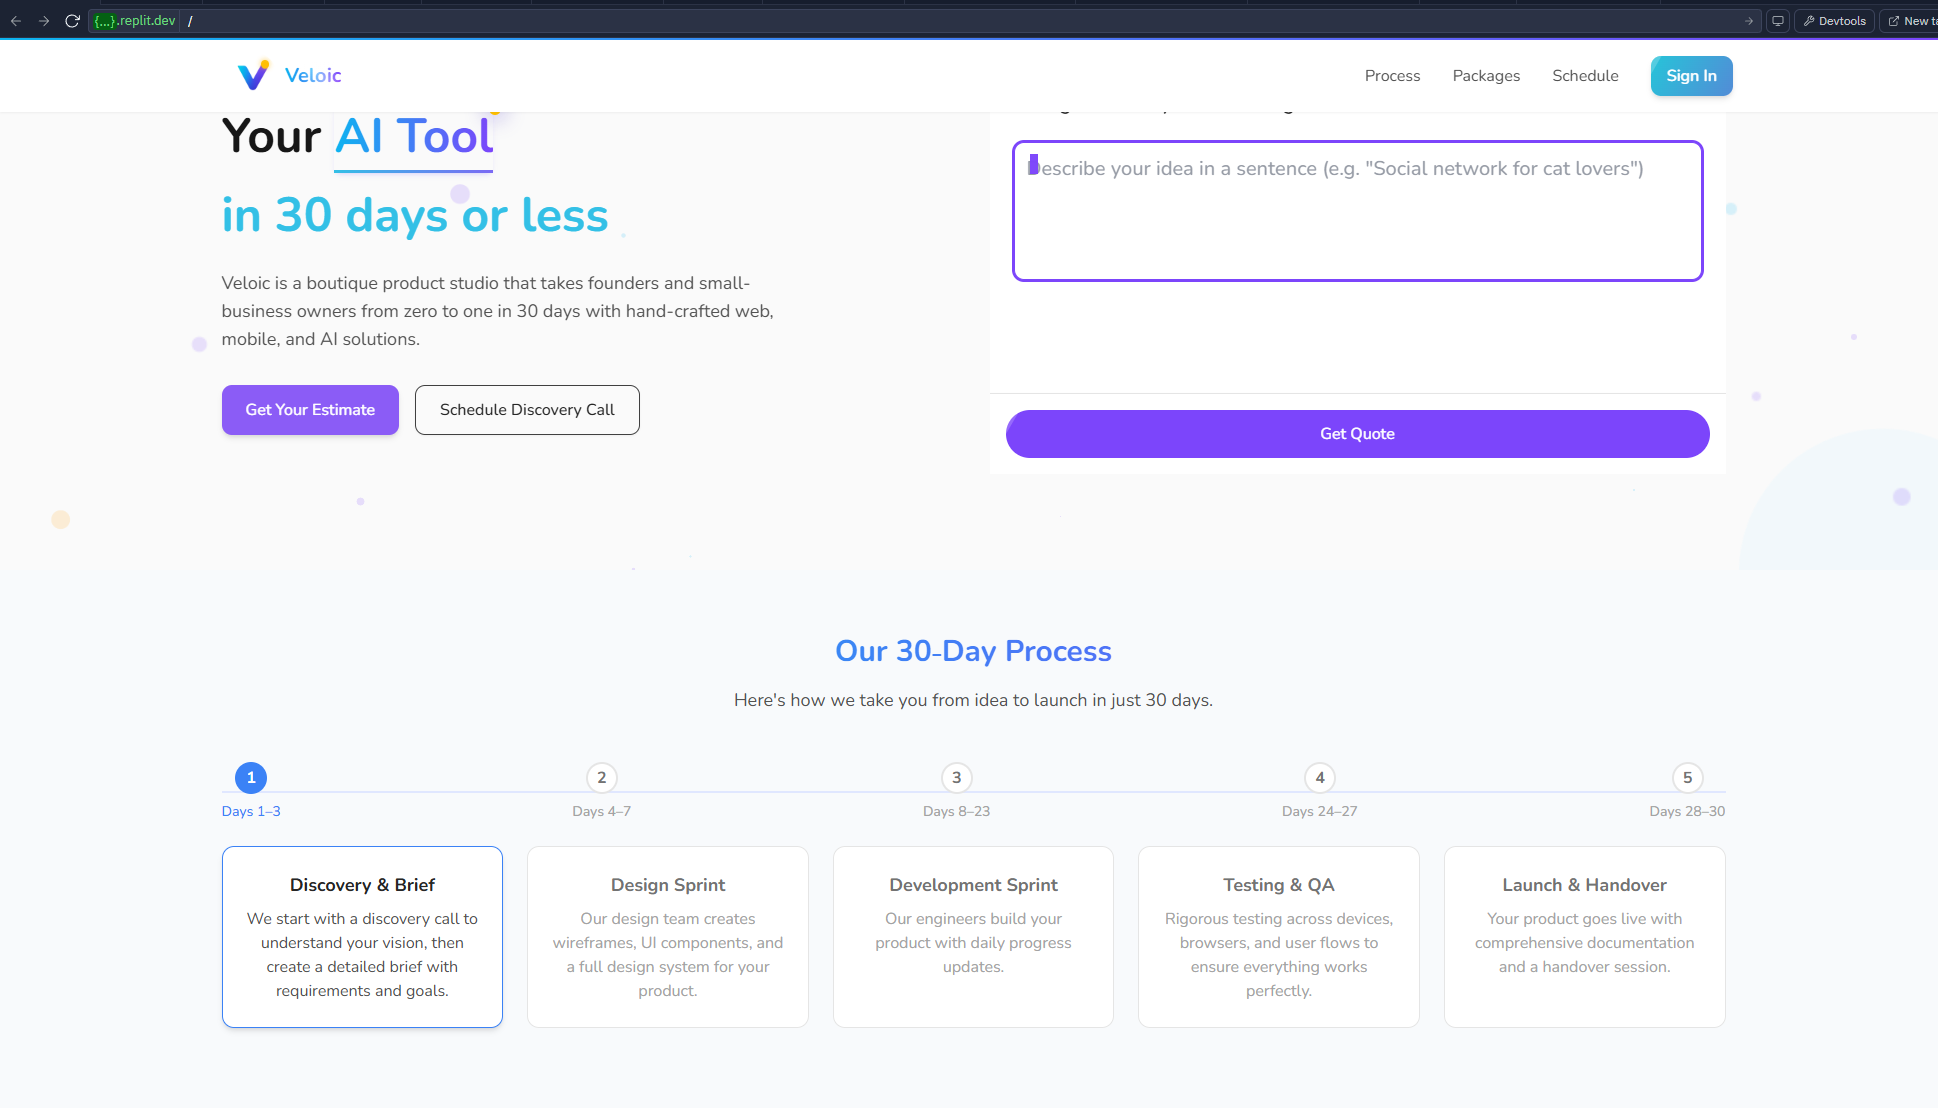 {...}.replit.dev /
Devtools
New ta
Veloic
Process
Packages
Schedule
Sign In
Your AI Tool
in 30 days or less
Veloic is a boutique product studio that takes founders and small-
business owners from zero to one in 30 days with hand-crafted web,
mobile, and AI solutions.
Get Your Estimate
Schedule Discovery Call
Describe your idea in a sentence (e.g. "Social network for cat lovers")
Get Quote
Our 30-Day Process
Here's how we take you from idea to launch in just 30 days.
1
Days 1–3
2
Days 4–7
3
Days 8–23
4
Days 24–27
5
Days 28–30
Discovery & Brief
We start with a discovery call to
understand your vision, then
create a detailed brief with
requirements and goals.
Design Sprint
Our design team creates
wireframes, UI components, and
a full design system for your
product.
Development Sprint
Our engineers build your
product with daily progress
updates.
Testing & QA
Rigorous testing across devices,
browsers, and user flows to
ensure everything works
perfectly.
Launch & Handover
Your product goes live with
comprehensive documentation
and a handover session.